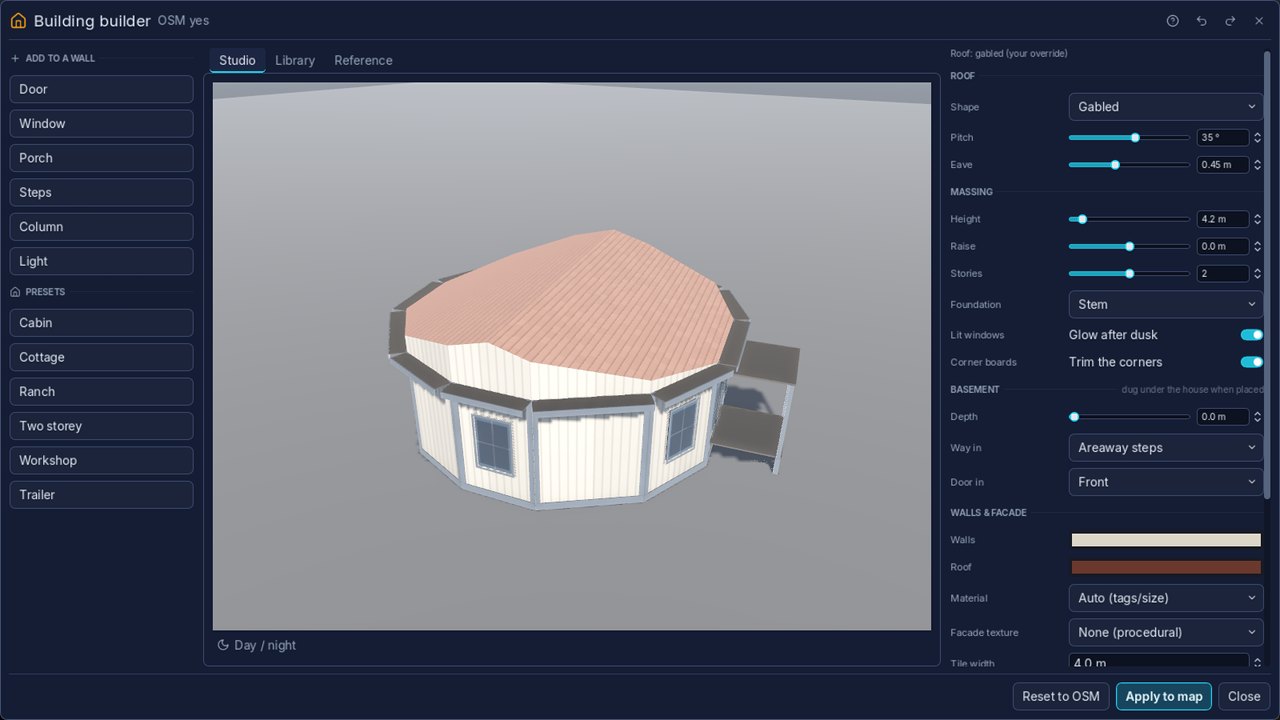 Building builder OSM yes
ADD TO A WALL
Door
Window
Porch
Steps
Column
Light
PRESETS
Cabin
Cottage
Ranch
Two storey
Workshop
Trailer
Studio Library Reference
Day / night
Roof: gabled (your override)
ROOF
Shape Gabled
Pitch 35 °
Eave 0.45 m
MASSING
Height 4.2 m
Raise 0.0 m
Stories 2
Foundation Stem
Lit windows Glow after dusk
Corner boards Trim the corners
BASEMENT dug under the house when placed
Depth 0.0 m
Way in Areaway steps
Door in Front
WALLS & FACADE
Walls
Roof
Material Auto (tags/size)
Facade texture None (procedural)
Tile width 4.0 m
Reset to OSM Apply to map Close